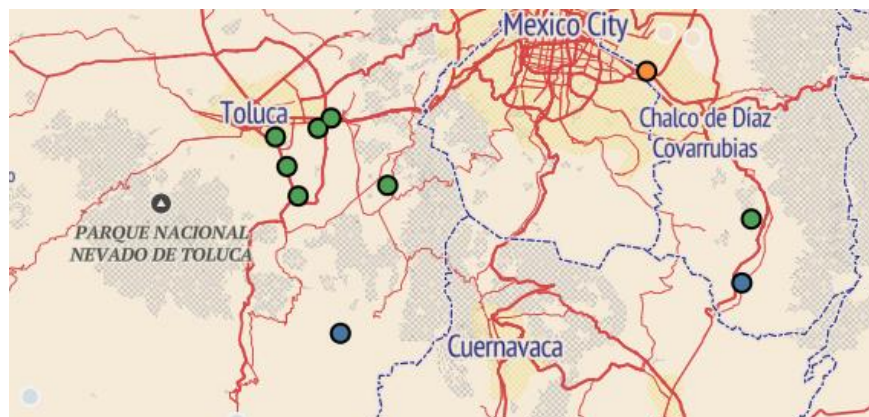 Mexico City
Toluca
Chalco de Díaz
Covarrubias
PARQUE NACIONAL
NEVADO DE TOLUCA
Cuernavaca